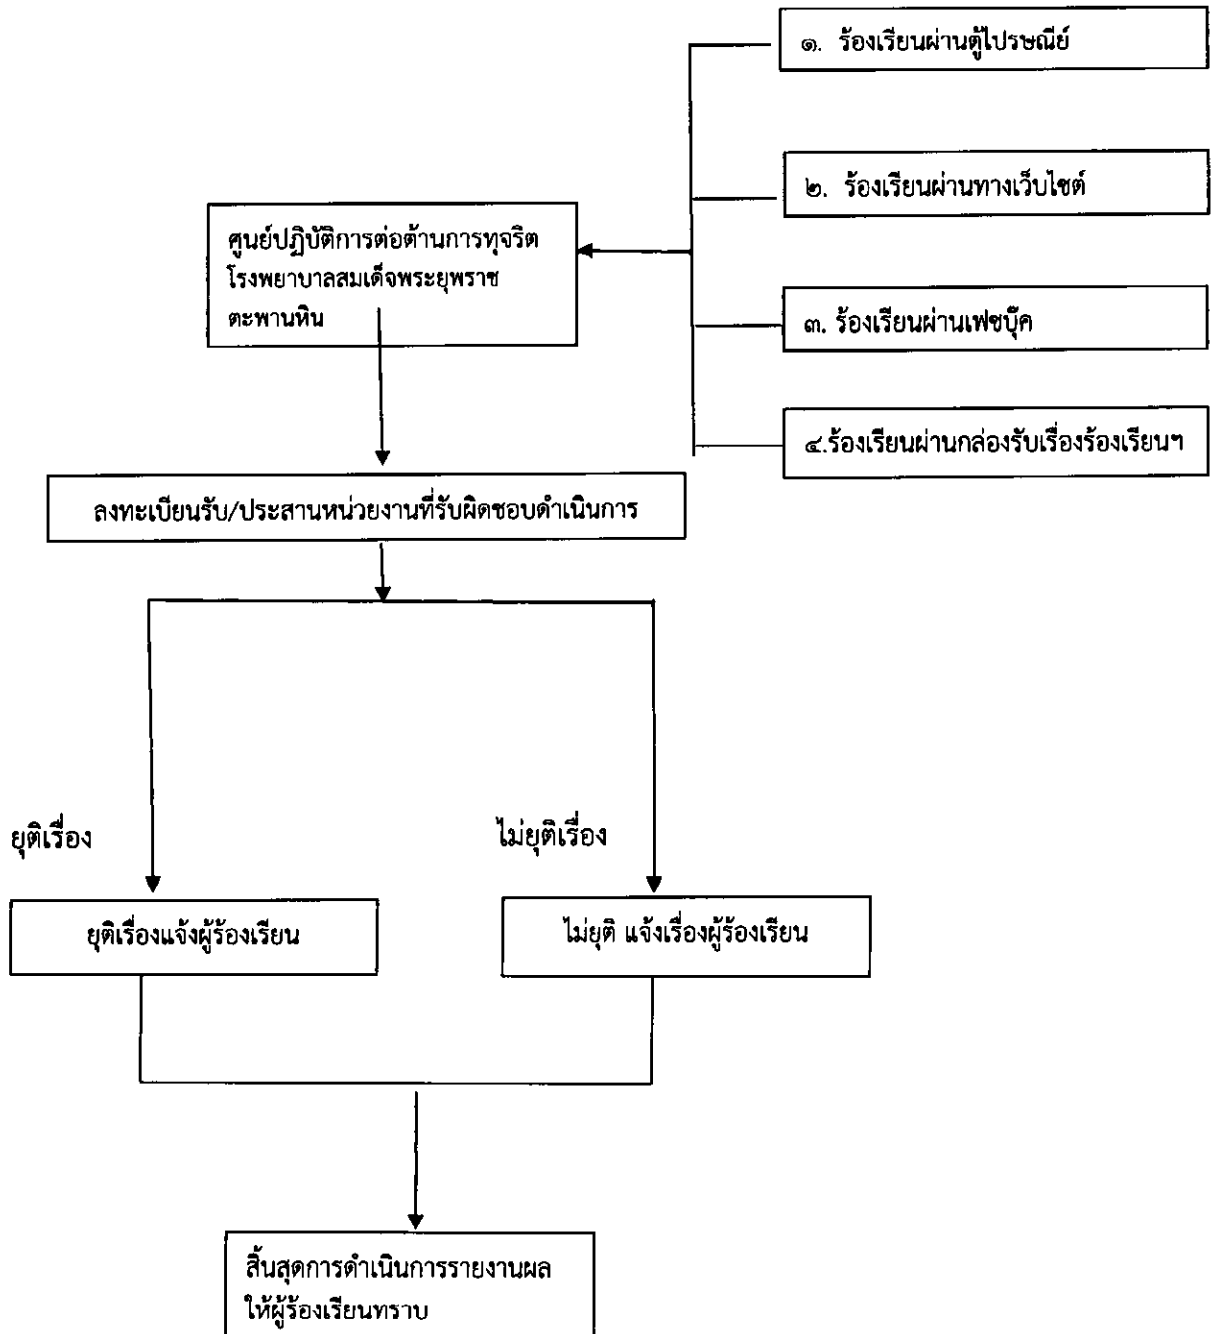 ๑. ร้องเรียนผ่านตู้ไปรษณีย์
๒. ร้องเรียนผ่านทางเว็บไซต์
ศูนย์ปฏิบัติการต่อต้านการทุจริต
โรงพยาบาลสมเด็จพระยุพราช
ตะพานหิน
๓. ร้องเรียนผ่านเฟซบุ๊ค
๔.ร้องเรียนผ่านกล่องรับเรื่องร้องเรียนฯ
ลงทะเบียนรับ/ประสานหน่วยงานที่รับผิดชอบดำเนินการ
ยุติเรื่อง
ไม่ยุติเรื่อง
ยุติเรื่องแจ้งผู้ร้องเรียน
ไม่ยุติ แจ้งเรื่องผู้ร้องเรียน
สิ้นสุดการดำเนินการรายงานผล
ให้ผู้ร้องเรียนทราบ